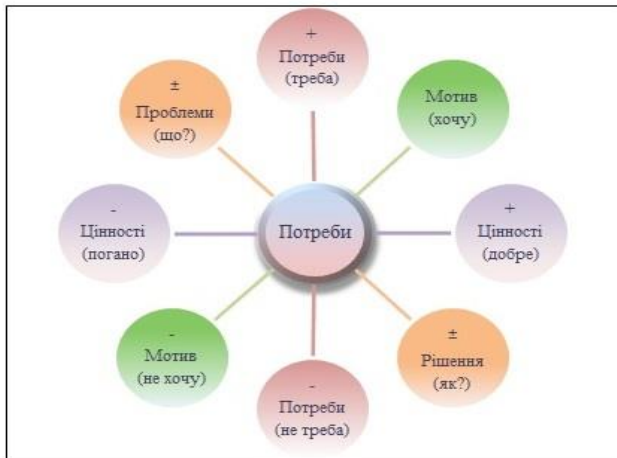 +
Потреби
(треба)
±
Проблеми
(що?)
Мотив
(хочу)
-
Цінності
(погано)
Потреби
+
Цінності
(добре)
-
Мотив
(не хочу)
±
Рішення
(як?)
-
Потреби
(не треба)